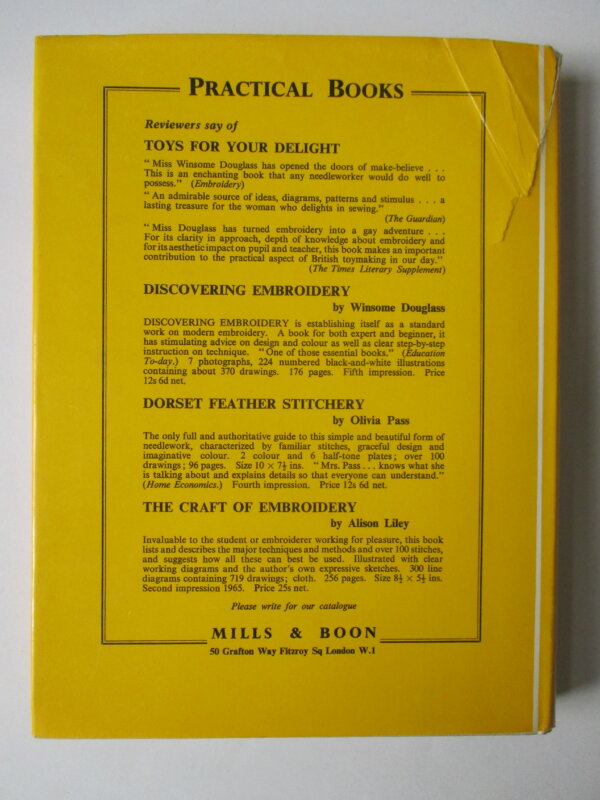 PRACTICAL BOOKS
Reviewers say of
TOYS FOR YOUR DELIGHT
" Miss Winsome Douglass has opened the doors of make-believe . . .
This is an enchanting book that any needleworker would do well to
possess." (Embroidery)
" An admirable source of ideas, diagrams, patterns and stimulus . . . a
lasting treasure for the woman who delights in sewing."
(The Guardian)
" Miss Douglass has turned embroidery into a gay adventure . . .
For its clarity in approach, depth of knowledge about embroidery and
for its aesthetic impact on pupil and teacher, this book makes an important
contribution to the practical aspect of British toymaking in our day."
(The Times Literary Supplement)
DISCOVERING EMBROIDERY
by Winsome Douglass
DISCOVERING EMBROIDERY is establishing itself as a standard
work on modern embroidery. A book for both expert and beginner, it
has stimulating advice on design and colour as well as clear step-by-step
instruction on technique. " One of those essential books." (Education
To-day.) 7 photographs, 224 numbered black-and-white illustrations
containing about 370 drawings. 176 pages. Fifth impression. Price
12s 6d net.
DORSET FEATHER STITCHERY
by Olivia Pass
The only full and authoritative guide to this simple and beautiful form of
needlework, characterized by familiar stitches, graceful design and
imaginative colour. 2 colour and 6 half-tone plates; over 100
drawings; 96 pages. Size 10 × 7½ ins. " Mrs. Pass . . . knows what she
is talking about and explains details so that everyone can understand."
(Home Economics.) Fourth impression. Price 12s 6d net.
THE CRAFT OF EMBROIDERY
by Alison Liley
Invaluable to the student or embroiderer working for pleasure, this book
lists and describes the major techniques and methods and over 100 stitches,
and suggests how all these can best be used. Illustrated with clear
working diagrams and the author's own expressive sketches. 300 line
diagrams containing 719 drawings; cloth. 256 pages. Size 8½ × 5½ ins.
Second impression 1965. Price 25s net.
Please write for our catalogue
MILLS & BOON
50 Grafton Way Fitzroy Sq London W.1